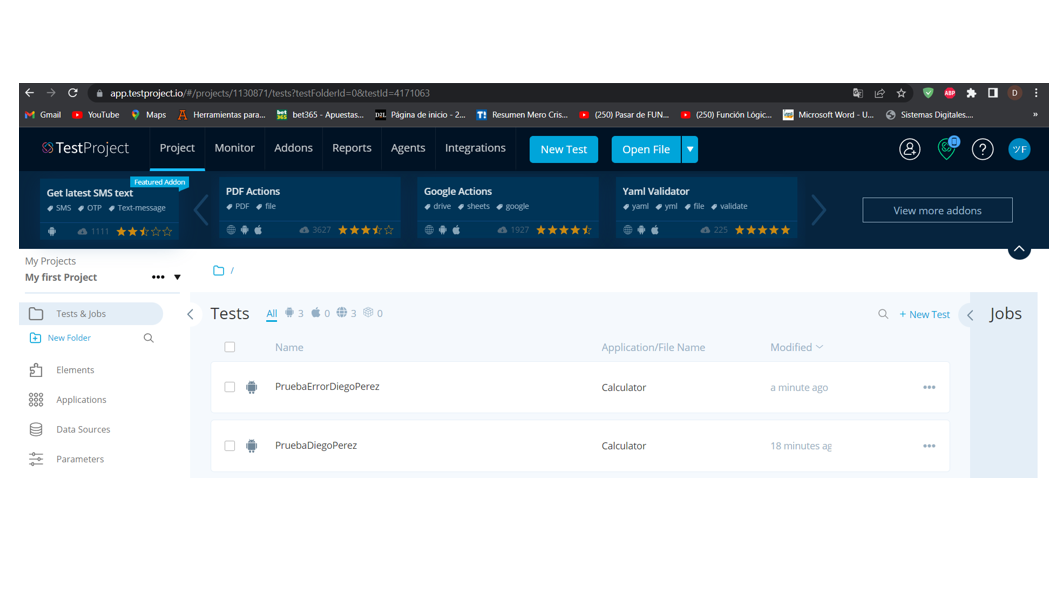 app.testproject.io/#/projects/1130871/tests?testFolderId=0&testId=4171063
ABP
D
Gmail YouTube Maps Herramientas para... bet365 - Apuestas... D2L Página de inicio - 2... Resumen Mero Cris... (250) Pasar de FUN... (250) Función Lógic... Microsoft Word - U... Sistemas Digitales.... »
TestProject Project Monitor Addons Reports Agents Integrations New Test Open File
Featured Addon
Get latest SMS text
SMS OTP Text-message
1111
PDF Actions
PDF file
3627
Google Actions
drive sheets google
1927
Yaml Validator
yaml yml file validate
225
View more addons
My Projects
My first Project
Tests & Jobs
New Folder
Elements
Applications
Data Sources
Parameters
/
Tests All 3 0 3 0 + New Test
Name Application/File Name Modified
PruebaErrorDiegoPerez Calculator a minute ago
PruebaDiegoPerez Calculator 18 minutes ag
Jobs